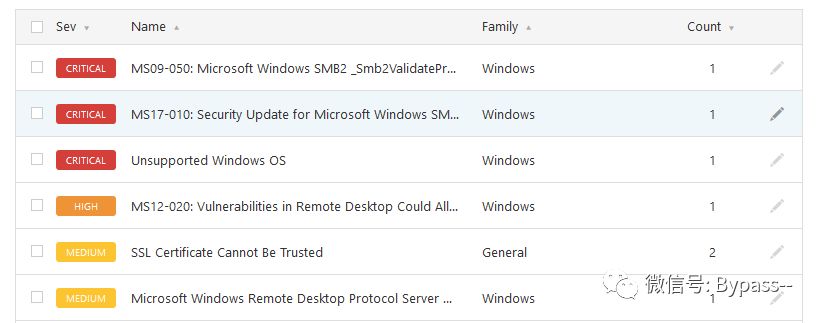 Sev Name Family Count
CRITICAL MS09-050: Microsoft Windows SMB2 _Smb2ValidatePr... Windows 1
CRITICAL MS17-010: Security Update for Microsoft Windows SM... Windows 1
CRITICAL Unsupported Windows OS Windows 1
HIGH MS12-020: Vulnerabilities in Remote Desktop Could All... Windows 1
MEDIUM SSL Certificate Cannot Be Trusted General 2
MEDIUM Microsoft Windows Remote Desktop Protocol Server ... Windows 1
微信号: Bypass--